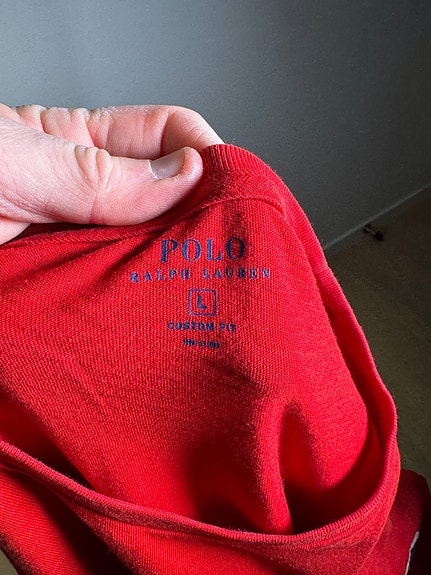 POLO
RALPH LAUREN
L
CUSTOM FIT